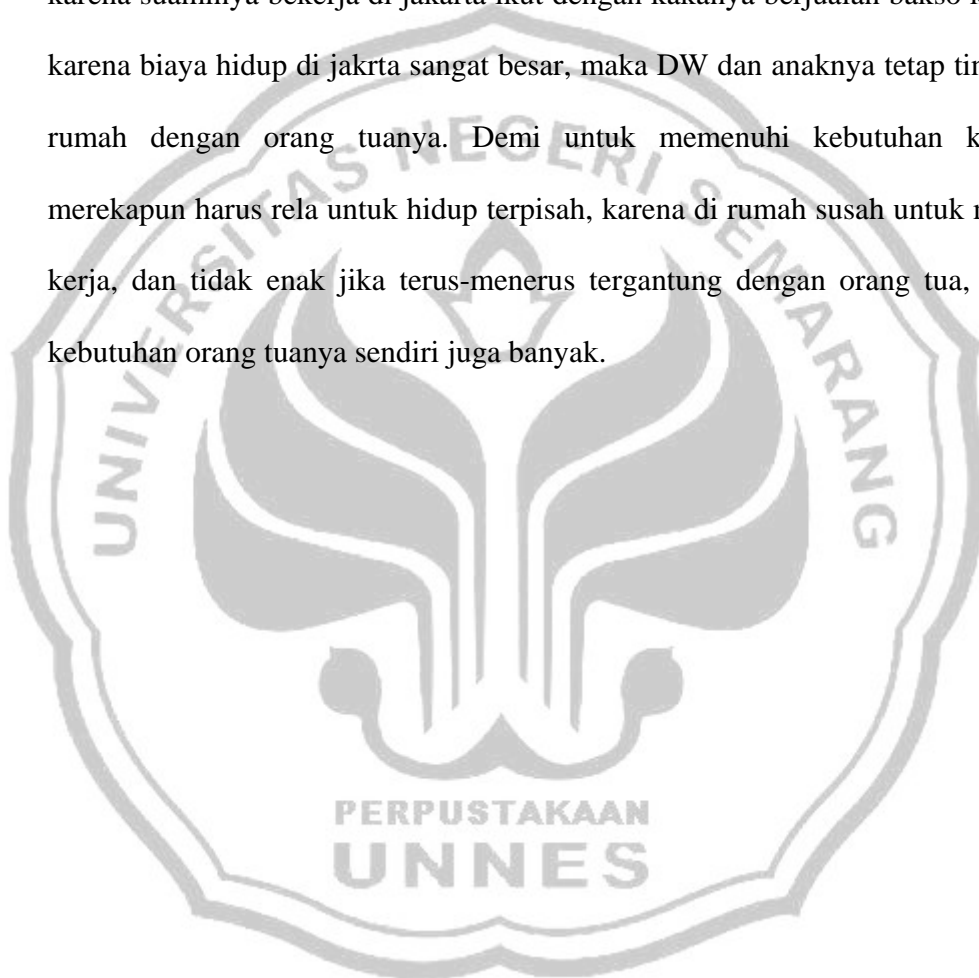 karena suaminya bekerja di jakarta ikut dengan kakanya berjualan bakso
karena biaya hidup di jakrta sangat besar, maka DW dan anaknya tetap
rumah dengan orang tuanya. Demi untuk memenuhi kebutuhan
merekapun harus rela untuk hidup terpisah, karena di rumah susah untuk
kerja, dan tidak enak jika terus-menerus tergantung dengan orang tua,
kebutuhan orang tuanya sendiri juga banyak.
UNIVERSITAS NEGERI SEMARANG
PERPUSTAKAAN
UNNES